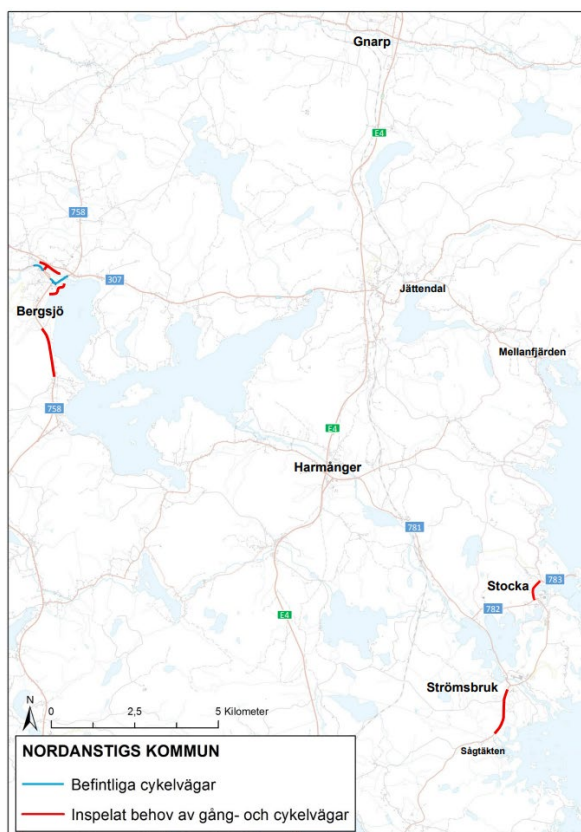 Gnarp
E4
758
307
Jättendal
Bergsjö
Mellanfjärden
758
E4
Harmånger
781
Stocka
783
782
E4
Strömsbruk
N
0 2,5 5 Kilometer
Sågtäkten
NORDANSTIGS KOMMUN
Befintliga cykelvägar
Inspelat behov av gång- och cykelvägar